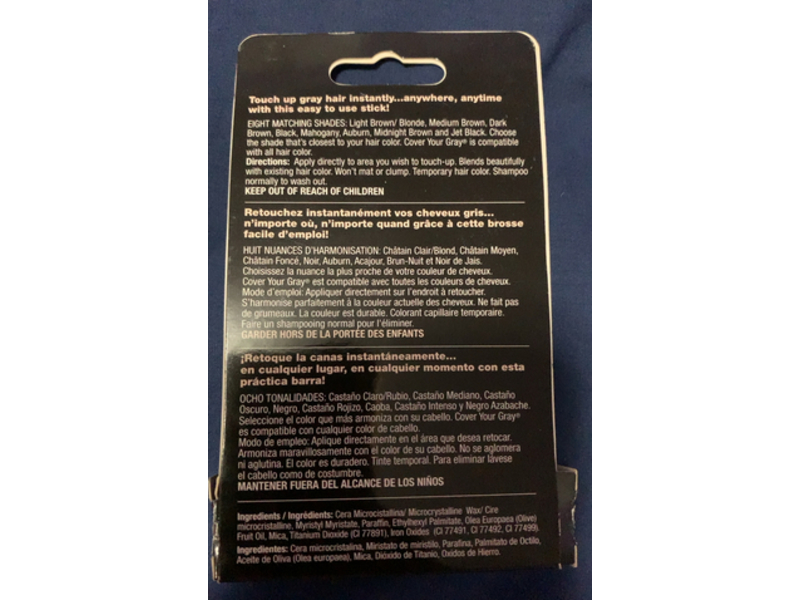 Touch up gray hair instantly...anywhere, anytime
with this easy to use stick!
EIGHT MATCHING SHADES: Light Brown/ Blonde, Medium Brown, Dark
Brown, Black, Mahogany, Auburn, Midnight Brown and Jet Black. Choose
the shade that's closest to your hair color. Cover Your Gray® is compatible
with all hair color.
Directions: Apply directly to area you wish to touch-up. Blends beautifully
with existing hair color. Won't mat or clump. Temporary hair color. Shampoo
normally to wash out.
KEEP OUT OF REACH OF CHILDREN
Retouchez instantanément vos cheveux gris...
n'importe où, n'importe quand grâce à cette brosse
facile d'emploi!
HUIT NUANCES D'HARMONISATION: Châtain Clair/Blond, Châtain Moyen,
Châtain Foncé, Noir, Auburn, Acajour, Brun-Nuit et Noir de Jais.
Choisissez la nuance la plus proche de votre couleur de cheveux.
Cover Your Gray® est compatible avec toutes les couleurs de cheveux.
Mode d'emploi: Appliquer directement sur l'endroit à retoucher.
S'harmonise parfaitement à la couleur actuelle des cheveux. Ne fait pas
de grumeaux. La couleur est durable. Colorant capillaire temporaire.
Faire un shampooing normal pour l'éliminer.
GARDER HORS DE LA PORTÉE DES ENFANTS
¡Retoque la canas instantáneamente...
en cualquier lugar, en cualquier momento con esta
práctica barra!
OCHO TONALIDADES: Castaño Claro/Rubio, Castaño Mediano, Castaño
Oscuro, Negro, Castaño Rojizo, Caoba, Castaño Intenso y Negro Azabache.
Seleccione el color que más armoniza con su cabello. Cover Your Gray®
es compatible con cualquier color de cabello.
Modo de empleo: Aplique directamente en el área que desea retocar.
Armoniza maravillosamente con el color de su cabello. No se aglomera
ni aglutina. El color es duradero. Tinte temporal. Para eliminar lávese
el cabello como de costumbre.
MANTENER FUERA DEL ALCANCE DE LOS NIÑOS
Ingredients / Ingrédients: Cera Microcistallina/ Microcrystalline Wax/ Cire
microcristalline, Myristyl Myristate, Paraffin, Ethylhexyl Palmitate, Olea Europaea (Olive)
Fruit Oil, Mica, Titanium Dioxide (CI 77891), Iron Oxides (CI 77491, CI 77492, CI 77499).
Ingredientes: Cera microcristalina, Miristato de miristilo, Parafina, Palmitato de Octilo,
Aceite de Oliva (Olea europaea), Mica, Dióxido de Titanio, Oxidos de Hierro.